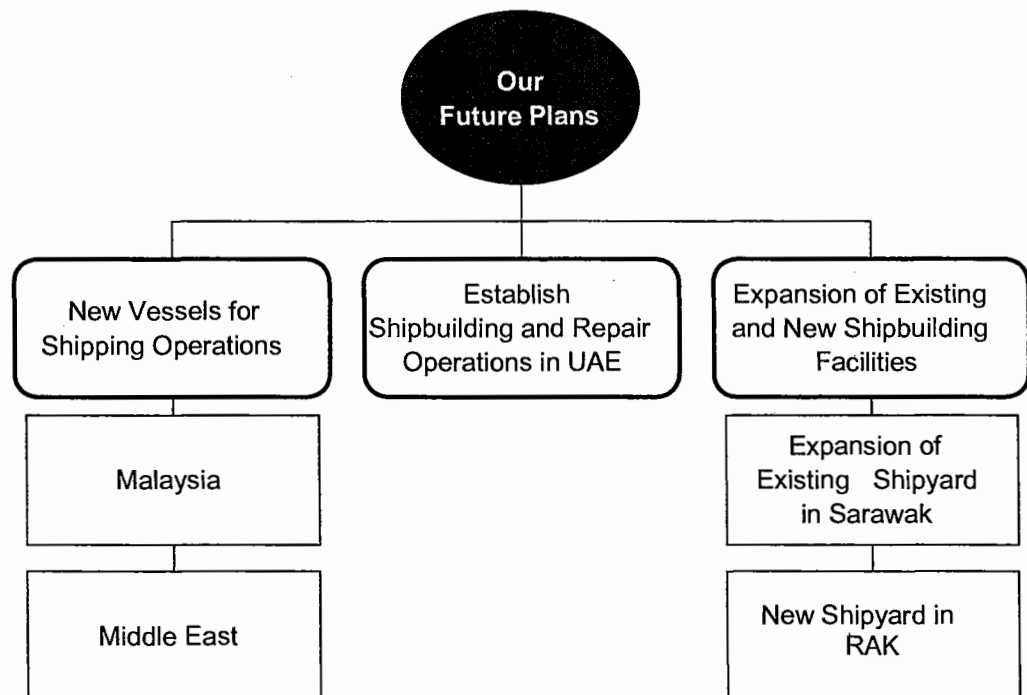 Our
Future Plans
New Vessels for
Shipping Operations
Establish
Shipbuilding and Repair
Operations in UAE
Expansion of Existing
and New Shipbuilding
Facilities
Malaysia
Expansion of
Existing Shipyard
in Sarawak
Middle East
New Shipyard in
RAK